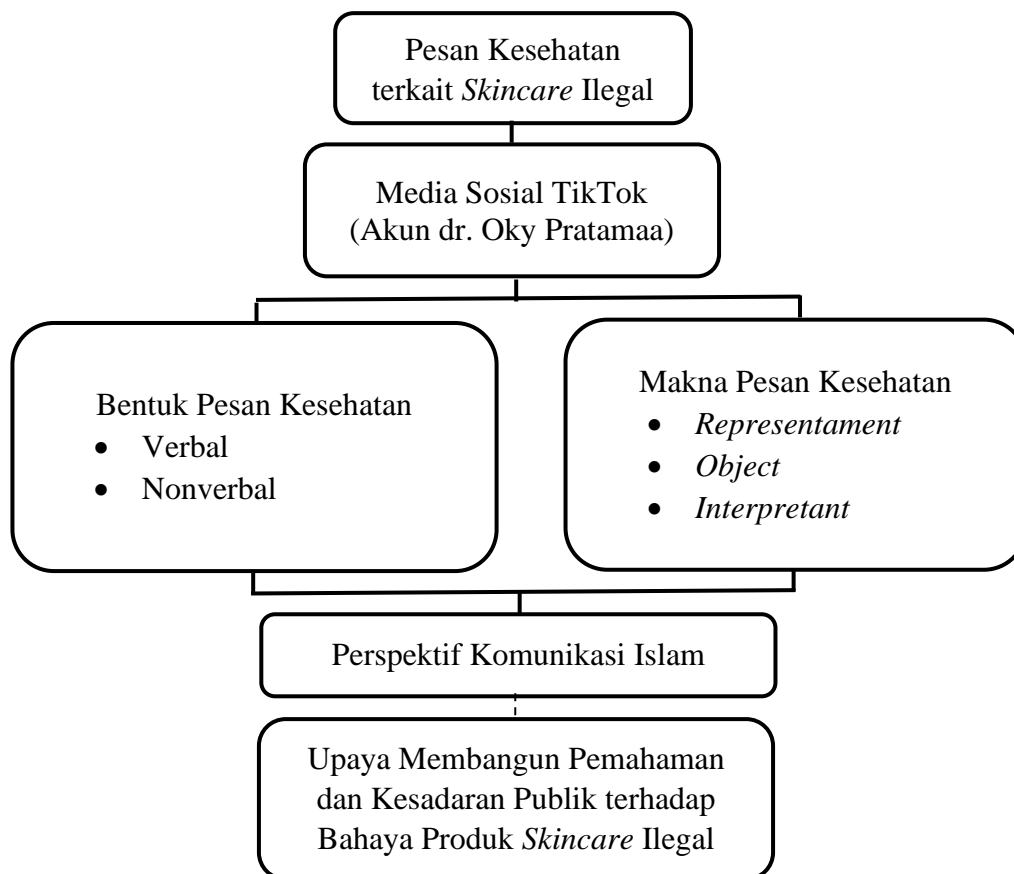 Pesan Kesehatan
terkait Skincare Ilegal
Media Sosial TikTok
(Akun dr. Oky Pratamaa)
Bentuk Pesan Kesehatan
• Verbal
• Nonverbal
Makna Pesan Kesehatan
• Representament
• Object
• Interpretant
Perspektif Komunikasi Islam
Upaya Membangun Pemahaman
dan Kesadaran Publik terhadap
Bahaya Produk Skincare Ilegal